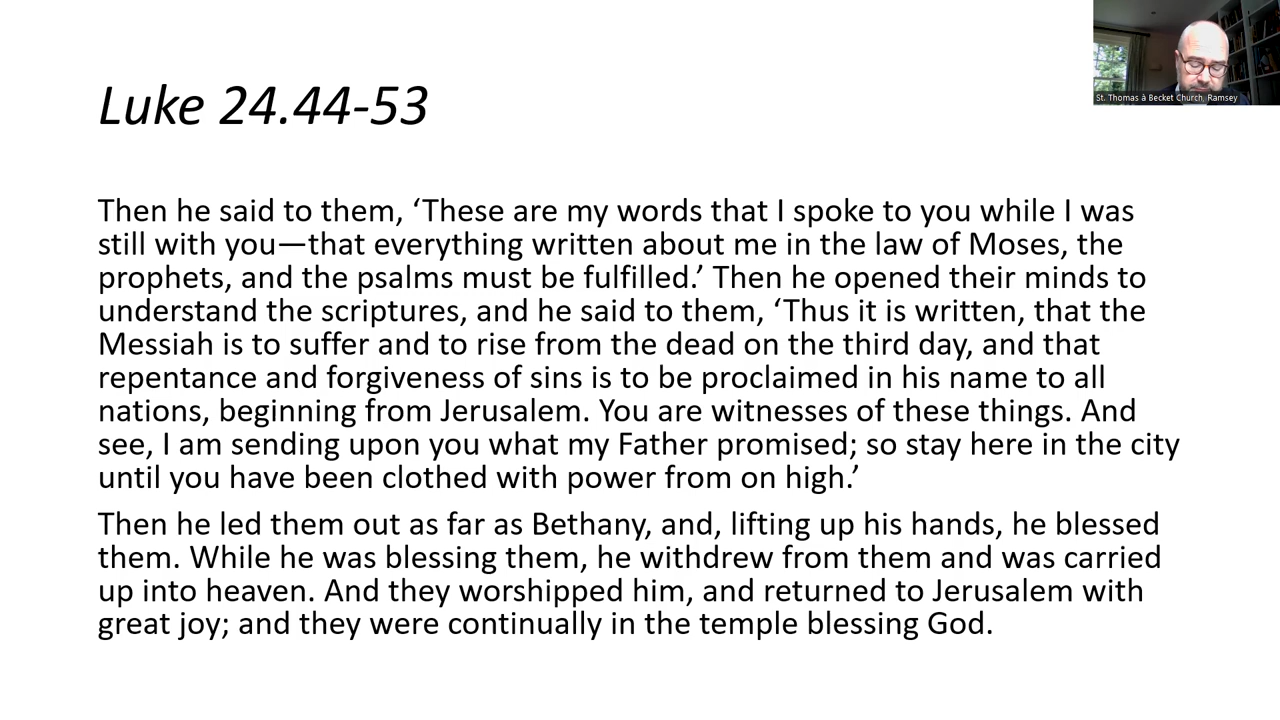 St. Thomas à Becket Church, Ramsey
Luke 24.44-53
Then he said to them, ‘These are my words that I spoke to you while I was
still with you—that everything written about me in the law of Moses, the
prophets, and the psalms must be fulfilled.’ Then he opened their minds to
understand the scriptures, and he said to them, ‘Thus it is written, that the
Messiah is to suffer and to rise from the dead on the third day, and that
repentance and forgiveness of sins is to be proclaimed in his name to all
nations, beginning from Jerusalem. You are witnesses of these things. And
see, I am sending upon you what my Father promised; so stay here in the city
until you have been clothed with power from on high.’
Then he led them out as far as Bethany, and, lifting up his hands, he blessed
them. While he was blessing them, he withdrew from them and was carried
up into heaven. And they worshipped him, and returned to Jerusalem with
great joy; and they were continually in the temple blessing God.